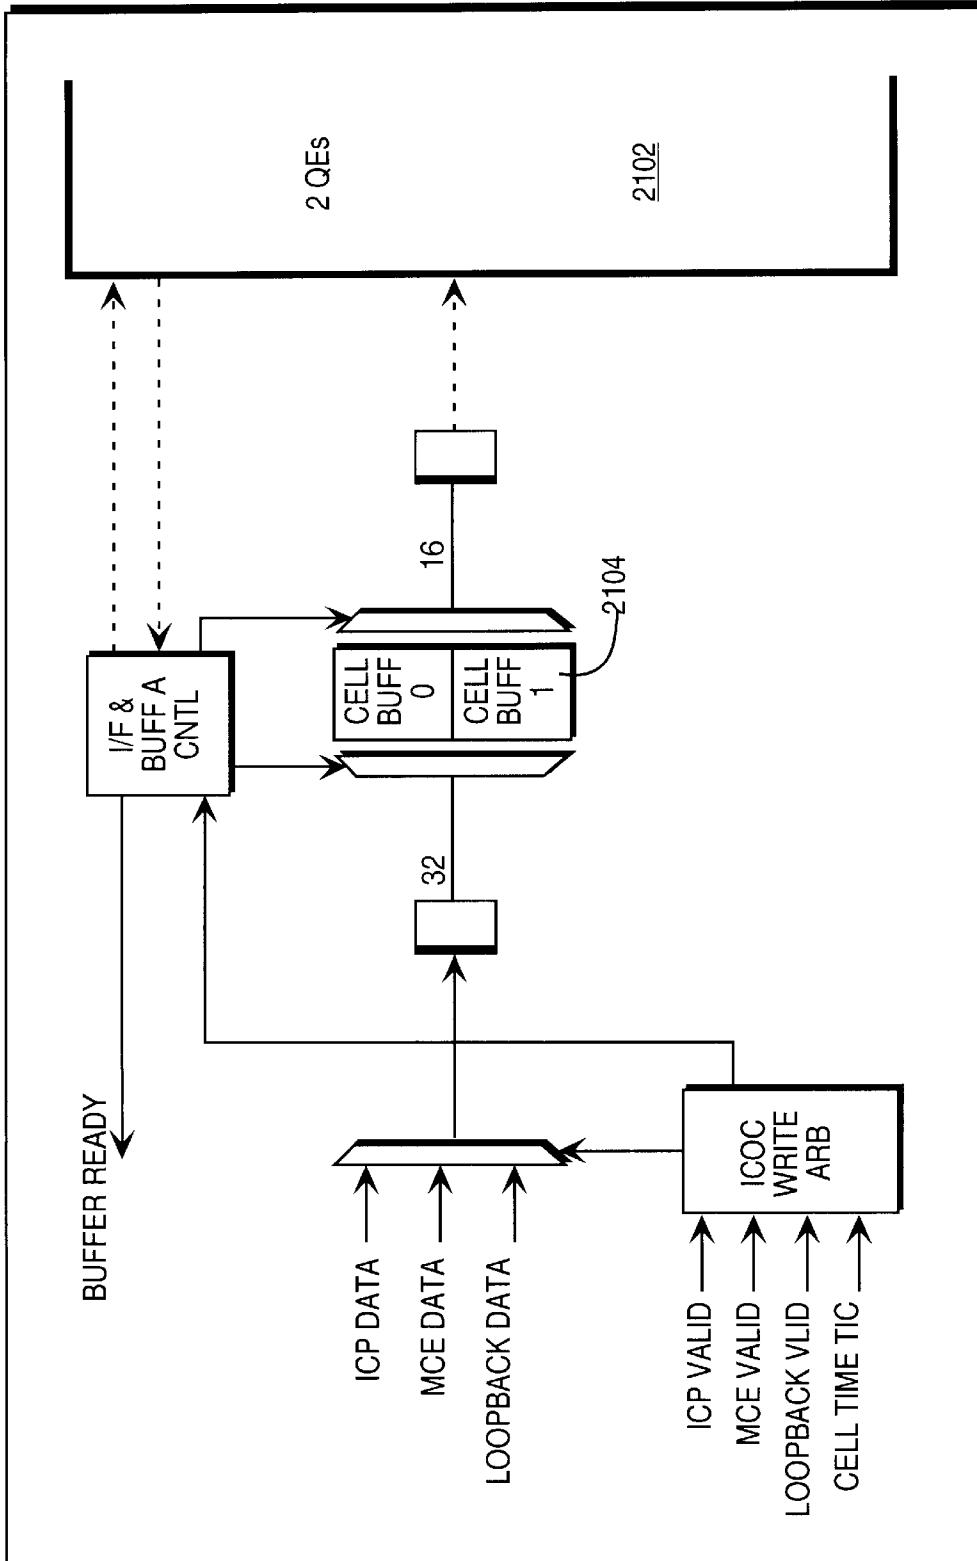 BUFFER READY
I/F &
BUFF A
CNTL
2 QEs
2102
ICP DATA
MCE DATA
LOOPBACK DATA
32
CELL
BUFF
0
CELL
BUFF
1
16
2104
ICP VALID
MCE VALID
LOOPBACK VLID
CELL TIME TIC
ICOC
WRITE
ARB